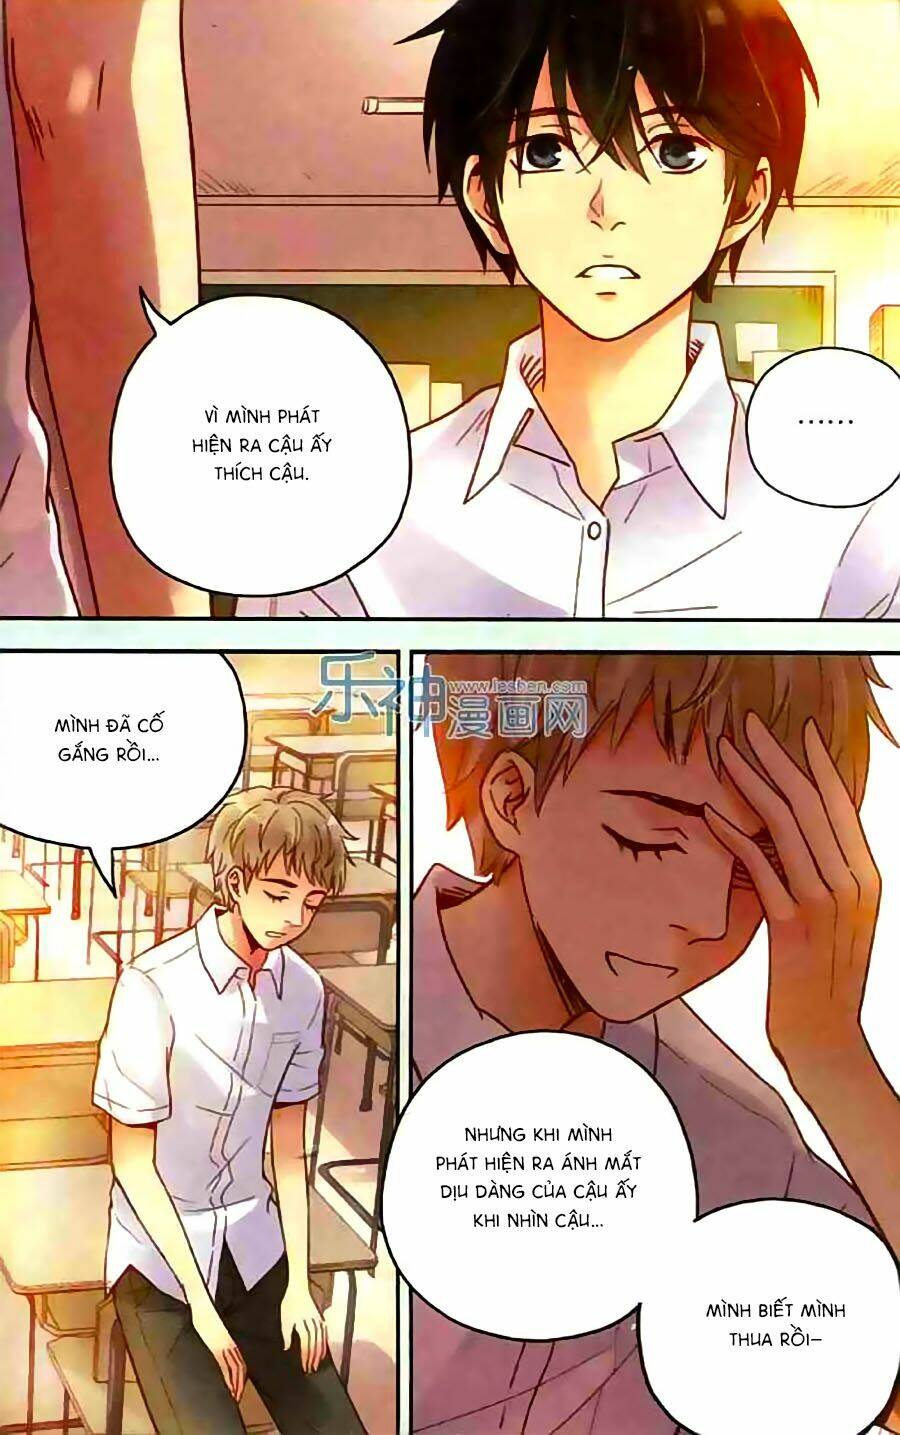 VÌ MÌNH PHÁT
HIỆN RA CẬU ẤY
THÍCH CẬU.
......
MÌNH ĐÃ CỐ
GẮNG RỒI...
乐神漫画网
www.lesban.com
NHƯNG KHI MÌNH
PHÁT HIỆN RA ÁNH MẮT
DỊU DÀNG CỦA CẬU ẤY
KHI NHÌN CẬU...
MÌNH BIẾT MÌNH
THUA RỒI–